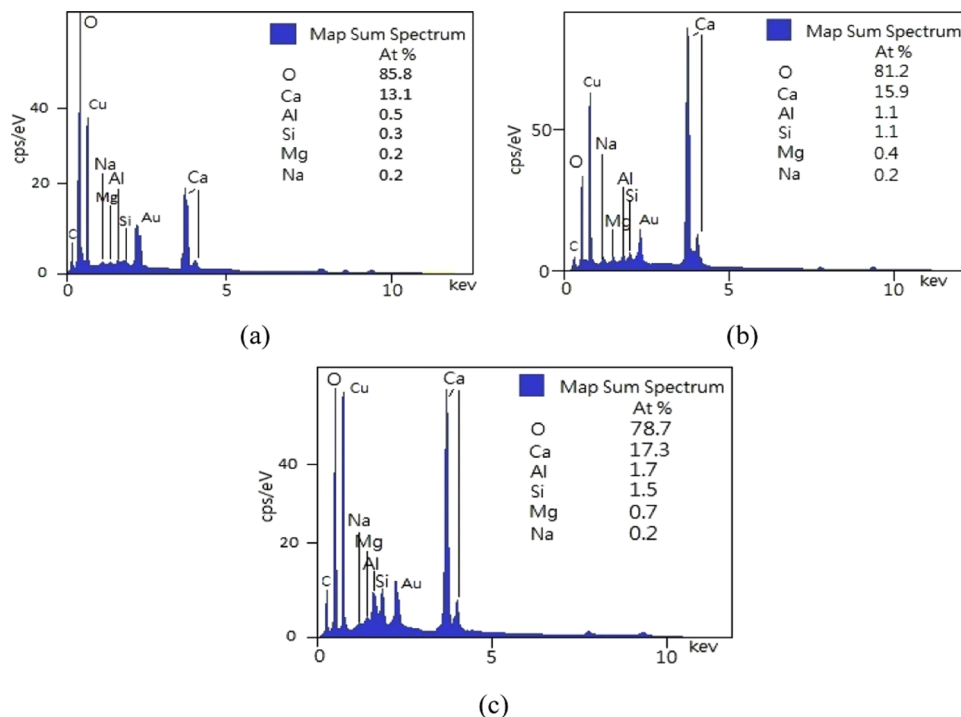 O
Map Sum Spectrum
At %
O 85.8
Ca 13.1
Al 0.5
Si 0.3
Mg 0.2
Na 0.2
Cu
Na
Al
Mg
Si
Au
Ca
C
cps/eV
40
20
0
0 5 10
kev
(a)
Ca
Map Sum Spectrum
At %
O 81.2
Ca 15.9
Al 1.1
Si 1.1
Mg 0.4
Na 0.2
Cu
Na
O
Al
Si
Mg
Au
C
cps/eV
50
0
0 5 10
kev
(b)
O
Cu
Ca
Map Sum Spectrum
At %
O 78.7
Ca 17.3
Al 1.7
Si 1.5
Mg 0.7
Na 0.2
Na
Mg
Al
Si
Au
C
cps/eV
40
20
0
0 5 10
kev
(c)